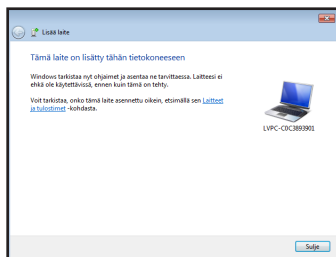 Lisää laite
Tämä laite on lisätty tähän tietokoneeseen
Windows tarkistaa nyt ohjaimet ja asentaa ne tarvittaessa. Laitteesi ei
ehkä ole käytettävissä, ennen kuin tämä on tehty.
Voit tarkistaa, onko tämä laite asennettu oikein, etsimällä sen Laitteet
ja tulostimet -kohdasta.
LVPC-C0C3893901
Sulje